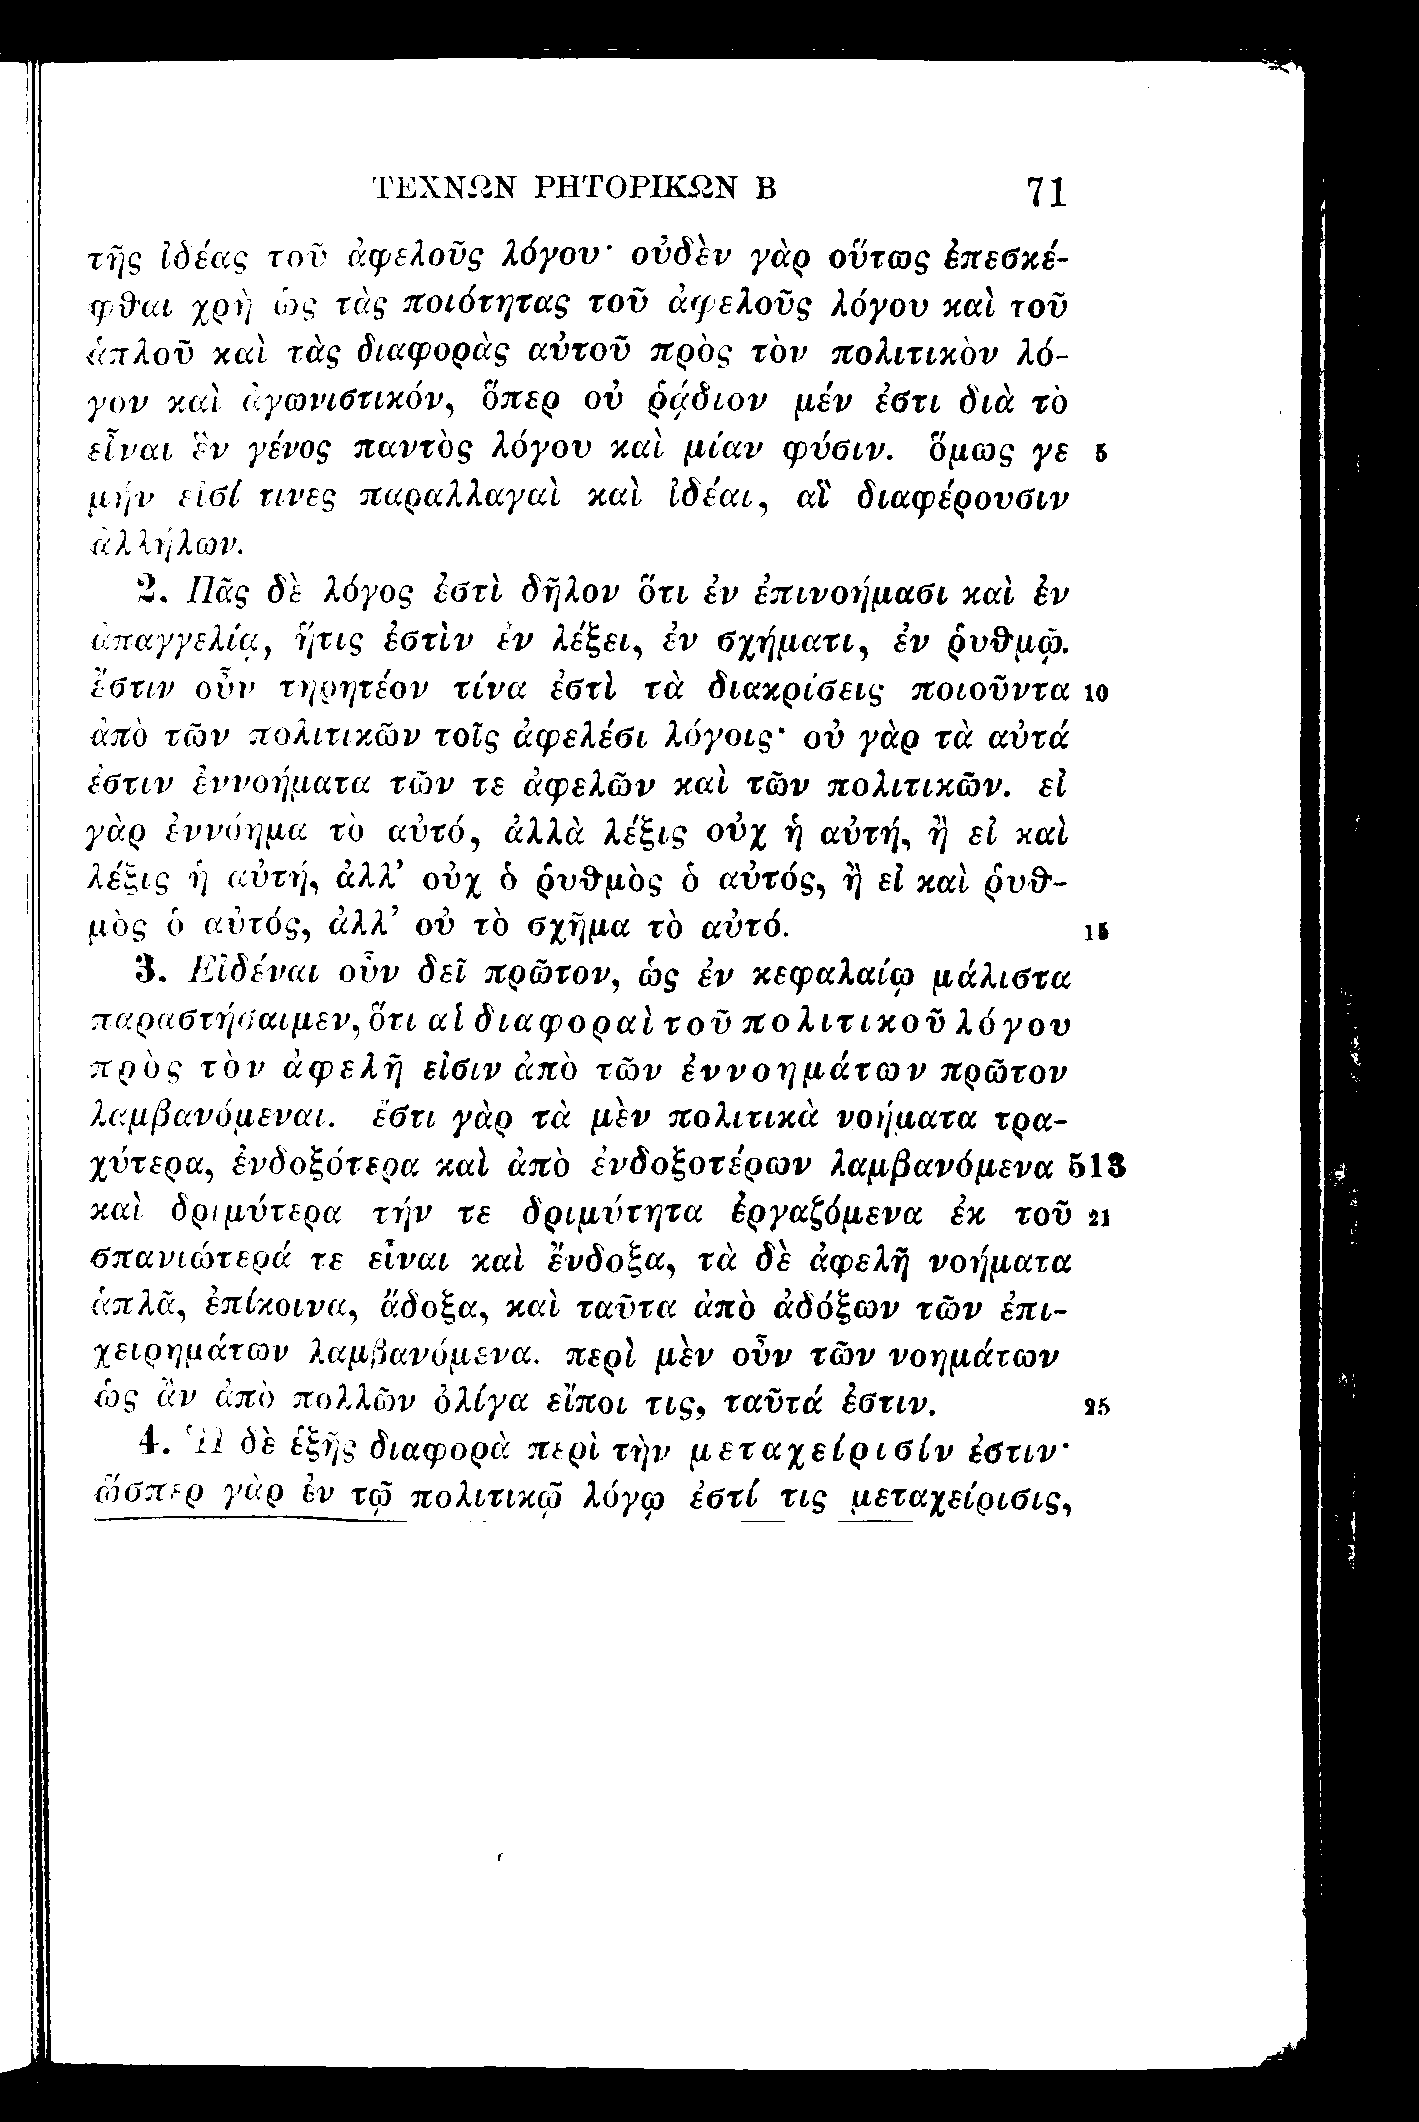 ΤΕΧΝΩΝ ΡΗΤΟΡΙΚΩΝ Β 71
τῆς ἰδέας τοῦ ἀφελοῦς λόγου· οὐδὲν γὰρ οὕτως ἐπεσκέ-
φθαι χρὴ ὡς τὰς ποιότητας τοῦ ἀφελοῦς λόγου καὶ τοῦ
ἁπλοῦ καὶ τὰς διαφορὰς αὐτοῦ πρὸς τὸν πολιτικὸν λό-
γον καὶ ἀγωνιστικόν, ὅπερ οὐ ῥᾴδιον μέν ἐστι διὰ τὸ
εἶναι ἓν γένος παντὸς λόγου καὶ μίαν φύσιν. ὅμως γε 5
μήν εἰσί τινες παραλλαγαὶ καὶ ἰδέαι, αἳ διαφέρουσιν
ἀλλήλων.
2. Πᾶς δὲ λόγος ἐστὶ δῆλον ὅτι ἐν ἐπινοήμασι καὶ ἐν
ἀπαγγελίᾳ, ἥτις ἐστὶν ἐν λέξει, ἐν σχήματι, ἐν ῥυθμῷ.
ἔστιν οὖν τηρητέον τίνα ἐστὶ τὰ διακρίσεις ποιοῦντα 10
ἀπὸ τῶν πολιτικῶν τοῖς ἀφελέσι λόγοις· οὐ γὰρ τὰ αὐτά
ἐστιν ἐννοήματα τῶν τε ἀφελῶν καὶ τῶν πολιτικῶν. εἰ
γὰρ ἐννόημα τὸ αὐτό, ἀλλὰ λέξις οὐχ ἡ αὐτή, ἢ εἰ καὶ
λέξις ἡ αὐτή, ἀλλ’ οὐχ ὁ ῥυθμὸς ὁ αὐτός, ἢ εἰ καὶ ῥυθ-
μὸς ὁ αὐτός, ἀλλ’ οὐ τὸ σχῆμα τὸ αὐτό. 15
3. Εἰδέναι οὖν δεῖ πρῶτον, ὡς ἐν κεφαλαίῳ μάλιστα
παραστήσαιμεν, ὅτι αἱ διαφοραὶ τοῦ πολιτικοῦ λόγου
πρὸς τὸν ἀφελῆ εἰσιν ἀπὸ τῶν ἐννοημάτων πρῶτον
λαμβανόμεναι. ἔστι γὰρ τὰ μὲν πολιτικὰ νοήματα τρα-
χύτερα, ἐνδοξότερα καὶ ἀπὸ ἐνδοξοτέρων λαμβανόμενα 513
καὶ δριμύτερα τήν τε δριμύτητα ἐργαζόμενα ἐκ τοῦ 21
σπανιώτερά τε εἶναι καὶ ἔνδοξα, τὰ δὲ ἀφελῆ νοήματα
ἁπλᾶ, ἐπίκοινα, ἄδοξα, καὶ ταῦτα ἀπὸ ἀδόξων τῶν ἐπι-
χειρημάτων λαμβανόμενα. περὶ μὲν οὖν τῶν νοημάτων
ὡς ἂν ἀπὸ πολλῶν ὀλίγα εἴποι τις, ταῦτά ἐστιν. 25
4. Ἡ δὲ ἑξῆς διαφορὰ περὶ τὴν μεταχείρισίν ἐστιν·
ὥσπερ γὰρ ἐν τῷ πολιτικῷ λόγῳ ἐστί τις μεταχείρισις,